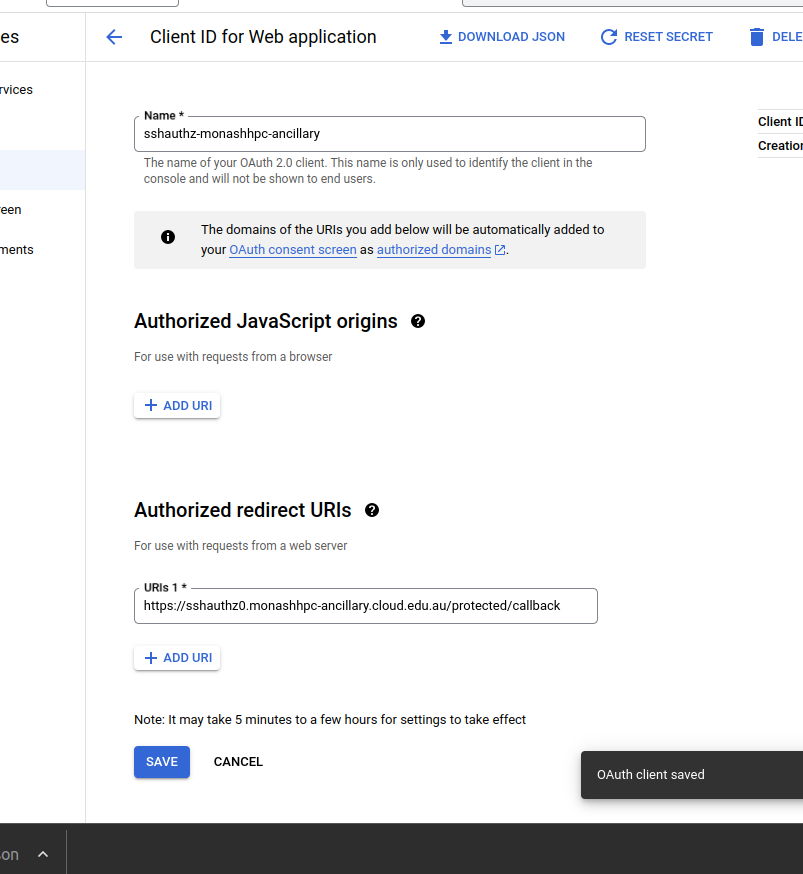 es
Client ID for Web application
DOWNLOAD JSON
RESET SECRET
DELE
rvices
een
ments
Name *
sshauthz-monashhpc-ancillary
The name of your OAuth 2.0 client. This name is only used to identify the client in the
console and will not be shown to end users.
Client ID
Creation
The domains of the URIs you add below will be automatically added to
your OAuth consent screen as authorized domains.
Authorized JavaScript origins
For use with requests from a browser
ADD URI
Authorized redirect URIs
For use with requests from a web server
URIs 1 *
https://sshauthz0.monashhpc-ancillary.cloud.edu.au/protected/callback
ADD URI
Note: It may take 5 minutes to a few hours for settings to take effect
SAVE
CANCEL
OAuth client saved
son